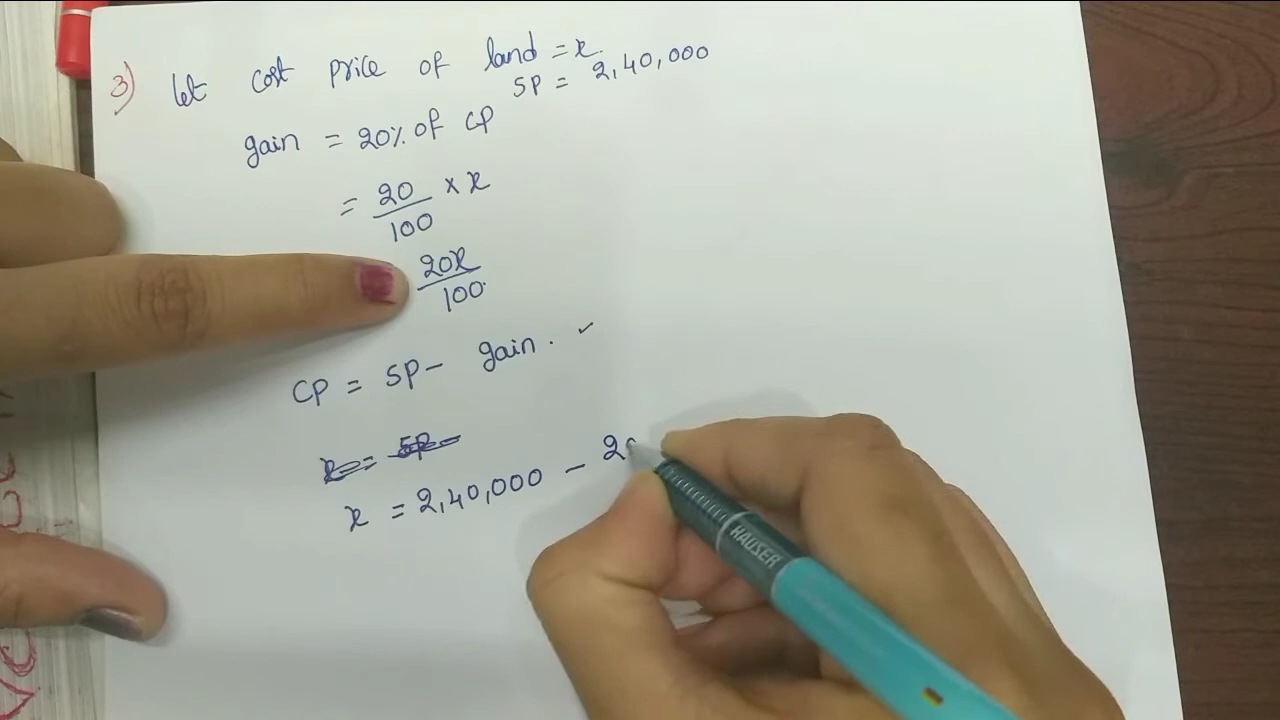 3) let cost price of land = x
SP = 2,40,000
gain = 20% of CP
= 20/100 × x
20x/100
CP = SP - gain. ✓
x = SP -
x = 2,40,000 - 20
HAUSER